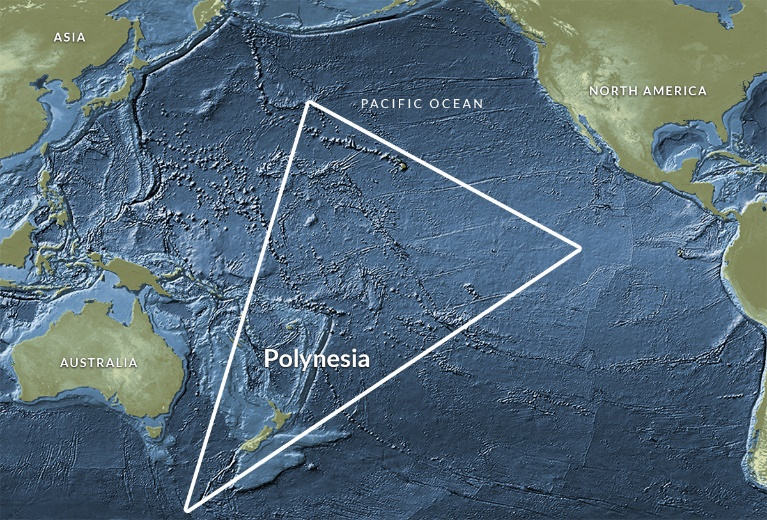 ASIA
NORTH AMERICA
PACIFIC OCEAN
Polynesia
AUSTRALIA